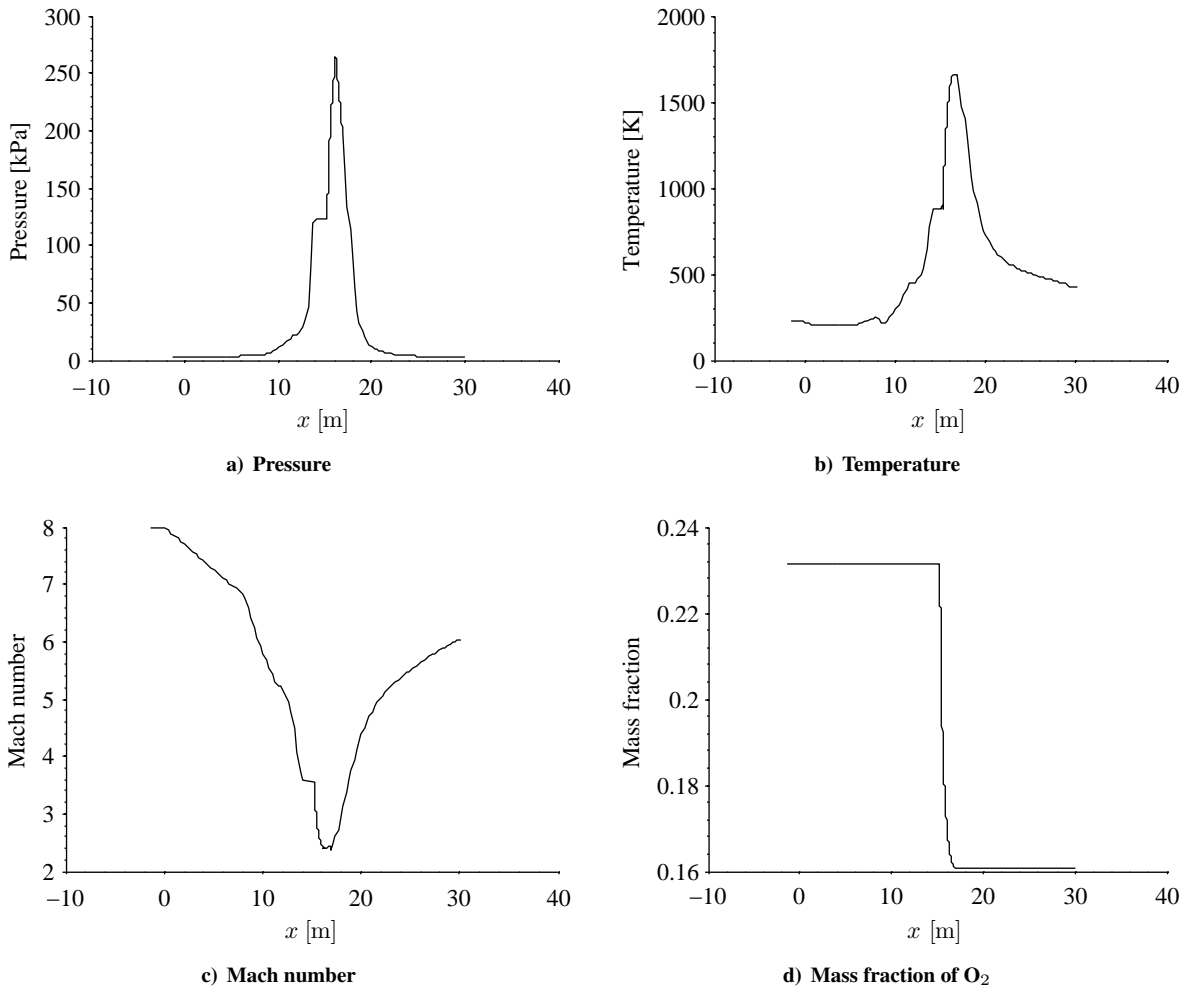 300
250
200
150
100
50
0
−10 0 10 20 30 40
Pressure [kPa]
x [m]
a) Pressure
2000
1500
1000
500
0
−10 0 10 20 30 40
Temperature [K]
x [m]
b) Temperature
8
7
6
5
4
3
2
−10 0 10 20 30 40
Mach number
x [m]
c) Mach number
0.24
0.22
0.2
0.18
0.16
−10 0 10 20 30 40
Mass fraction
x [m]
d) Mass fraction of O₂